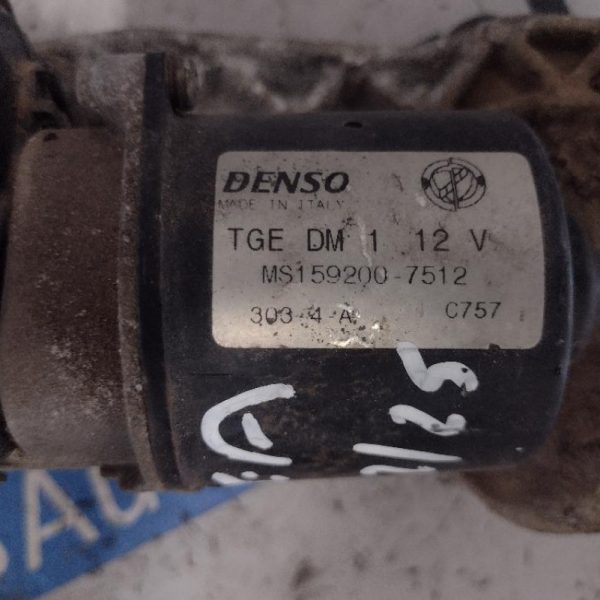 DENSO
MADE IN ITALY
TGE DM 1 12 V
MS159200-7512
303-4-A C757